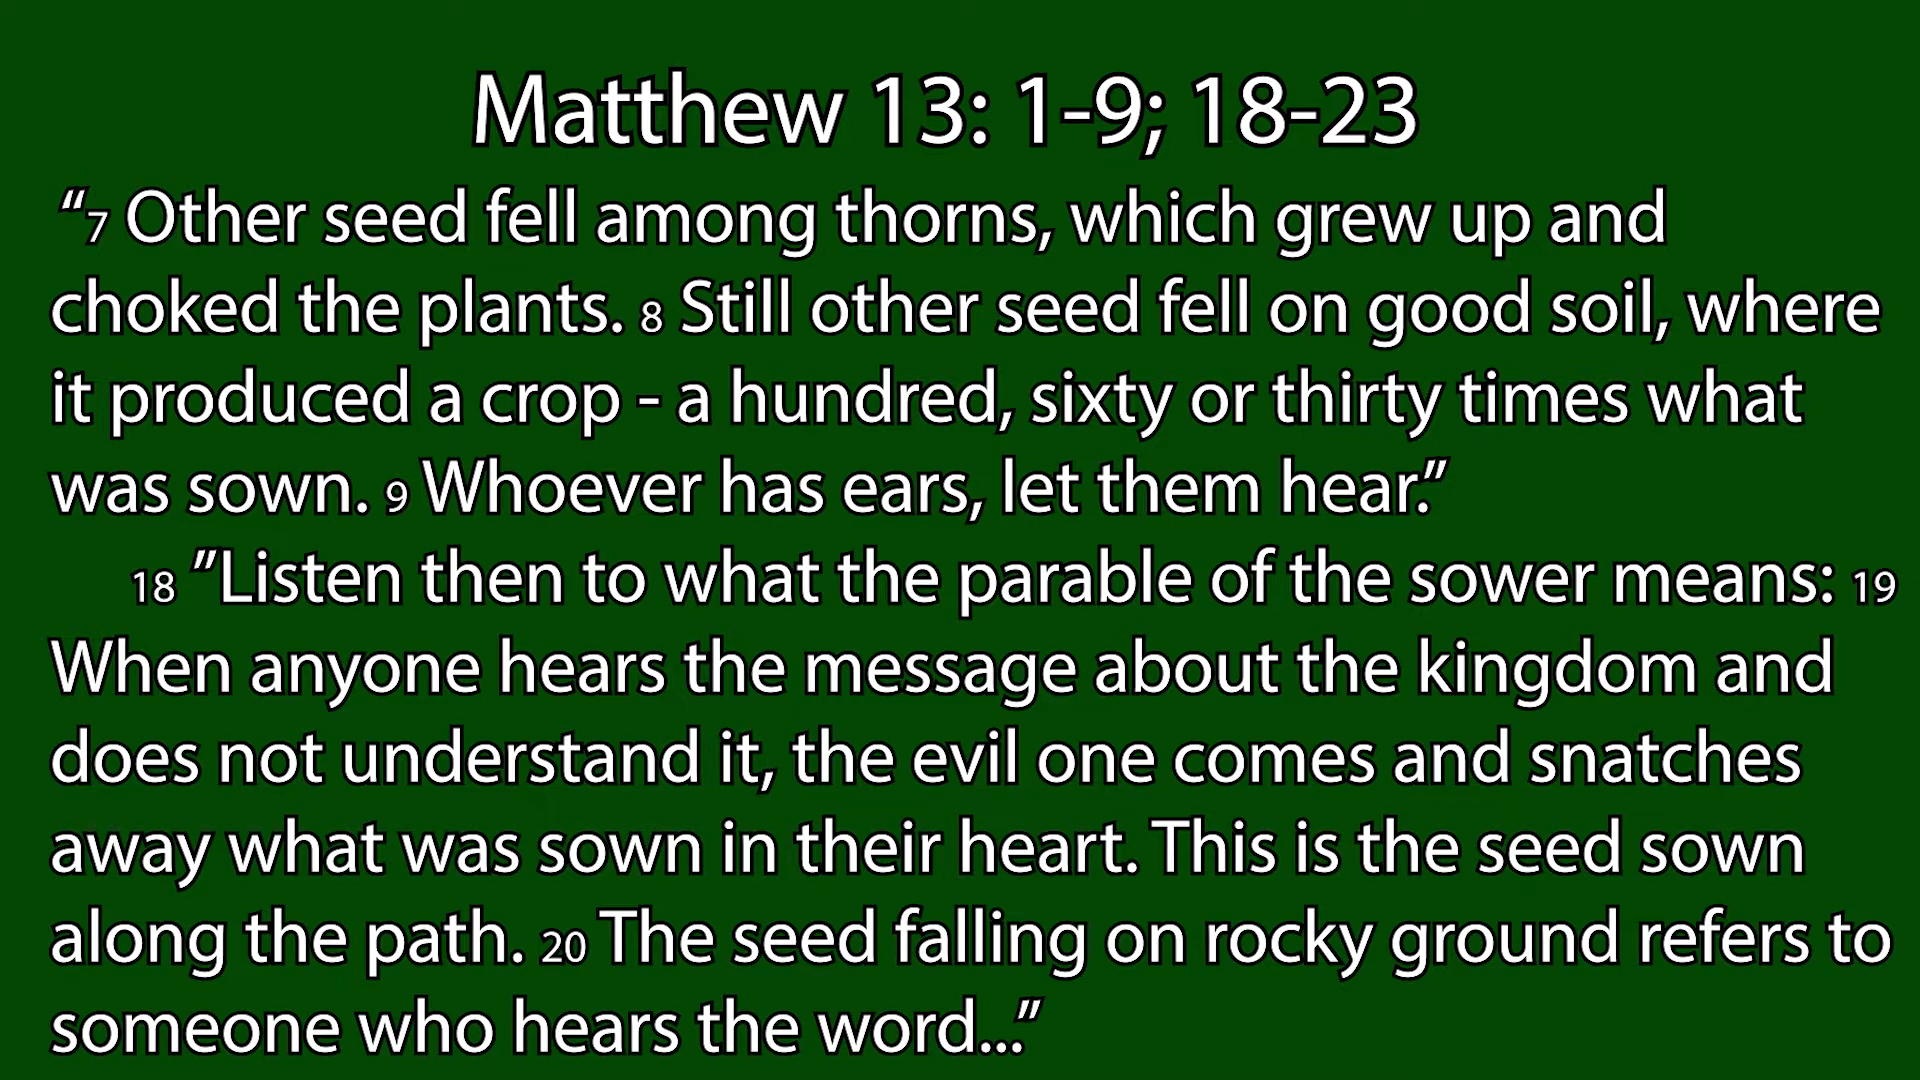 Matthew 13: 1-9; 18-23
“7 Other seed fell among thorns, which grew up and
choked the plants. 8 Still other seed fell on good soil, where
it produced a crop - a hundred, sixty or thirty times what
was sown. 9 Whoever has ears, let them hear.”
18 ”Listen then to what the parable of the sower means: 19
When anyone hears the message about the kingdom and
does not understand it, the evil one comes and snatches
away what was sown in their heart. This is the seed sown
along the path. 20 The seed falling on rocky ground refers to
someone who hears the word...”